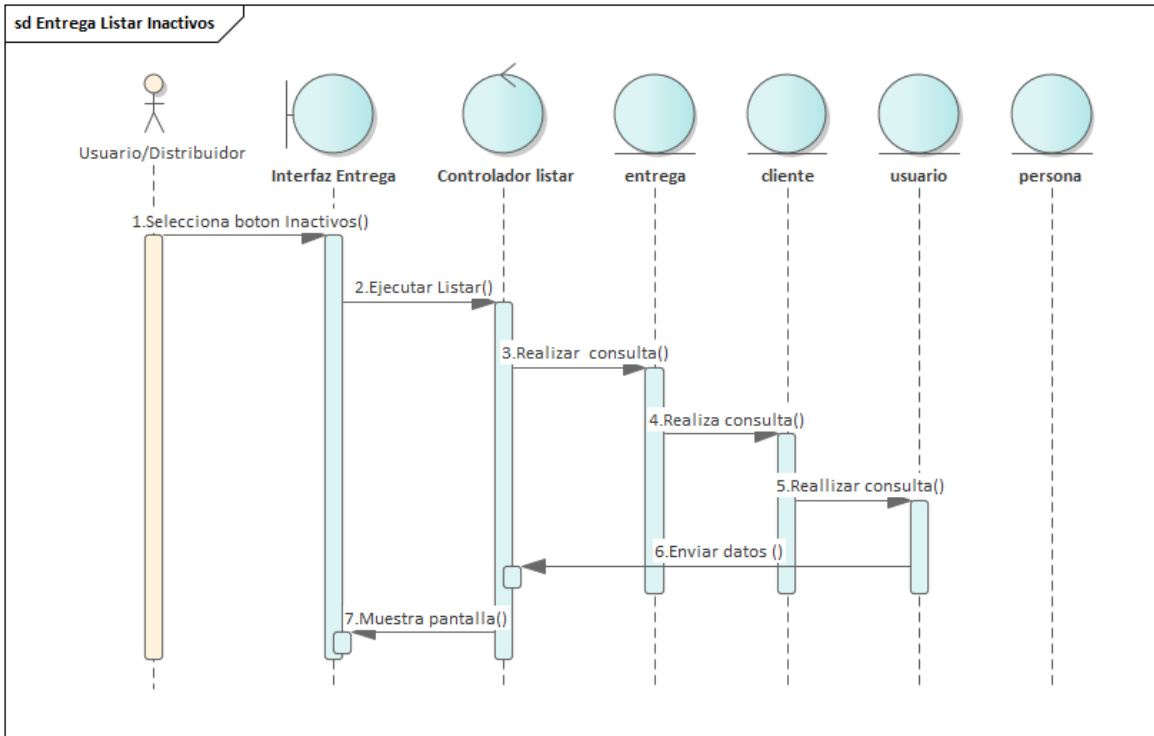 sd Entrega Listar Inactivos
Usuario/Distribuidor
Interfaz Entrega
Controlador listar
entrega
cliente
usuario
persona
1.Selecciona boton Inactivos()
2.Ejecutar Listar()
3.Realizar  consulta()
4.Realiza consulta()
5.Reallizar consulta()
6.Enviar datos ()
7.Muestra pantalla()